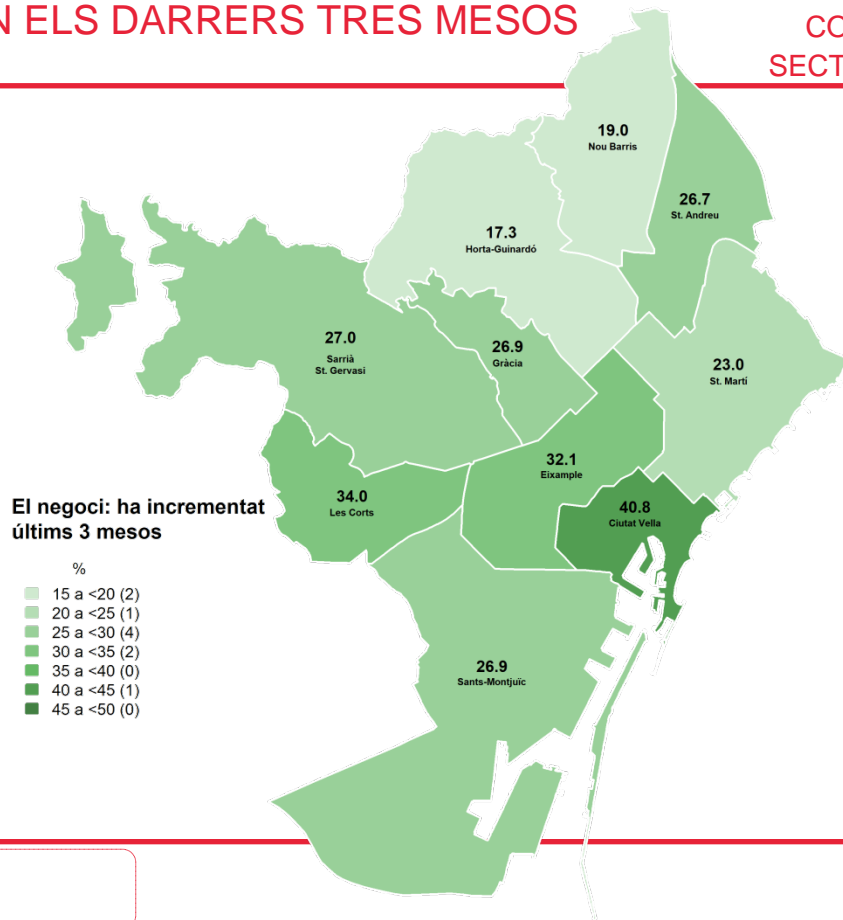 N ELS DARRERS TRES MESOS
CO
SECT
19.0
Nou Barris
26.7
St. Andreu
17.3
Horta-Guinardó
27.0
Sarrià
St. Gervasi
26.9
Gràcia
23.0
St. Martí
32.1
Eixample
34.0
Les Corts
40.8
Ciutat Vella
El negoci: ha incrementat
últims 3 mesos
%
15 a <20 (2)
20 a <25 (1)
25 a <30 (4)
30 a <35 (2)
35 a <40 (0)
40 a <45 (1)
45 a <50 (0)
26.9
Sants-Montjuïc